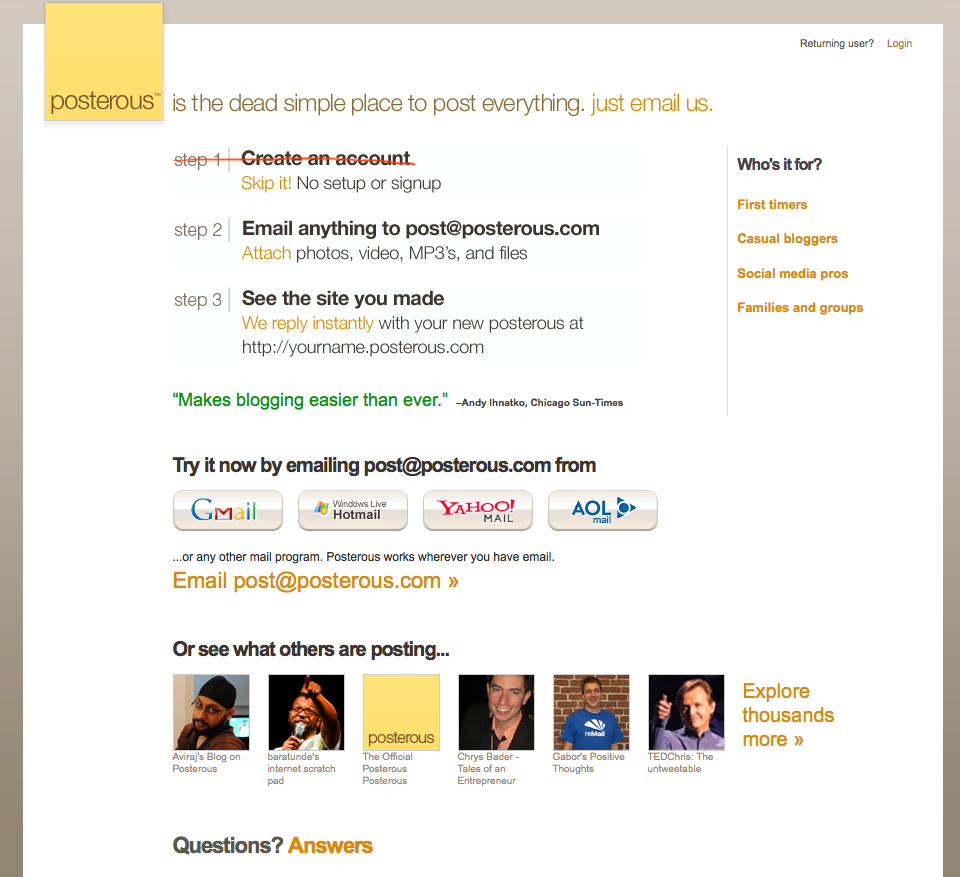 Returning user? Login
posterous™ is the dead simple place to post everything. just email us.
step 1 Create an account
Skip it! No setup or signup
step 2 Email anything to post@posterous.com
Attach photos, video, MP3's, and files
step 3 See the site you made
We reply instantly with your new posterous at
http://yourname.posterous.com
“Makes blogging easier than ever.” –Andy Ihnatko, Chicago Sun-Times
Who's it for?
First timers
Casual bloggers
Social media pros
Families and groups
Try it now by emailing post@posterous.com from
Gmail
Windows Live
Hotmail
YAHOO!
MAIL
AOL
mail
...or any other mail program. Posterous works wherever you have email.
Email post@posterous.com »
Or see what others are posting...
posterous
reMail
Aviraj's Blog on
Posterous
baratunde's
internet scratch
pad
The Official
Posterous
Posterous
Chrys Bader -
Tales of an
Entrepreneur
Gabor's Positive
Thoughts
TEDChris: The
untweetable
Explore
thousands
more »
Questions? Answers